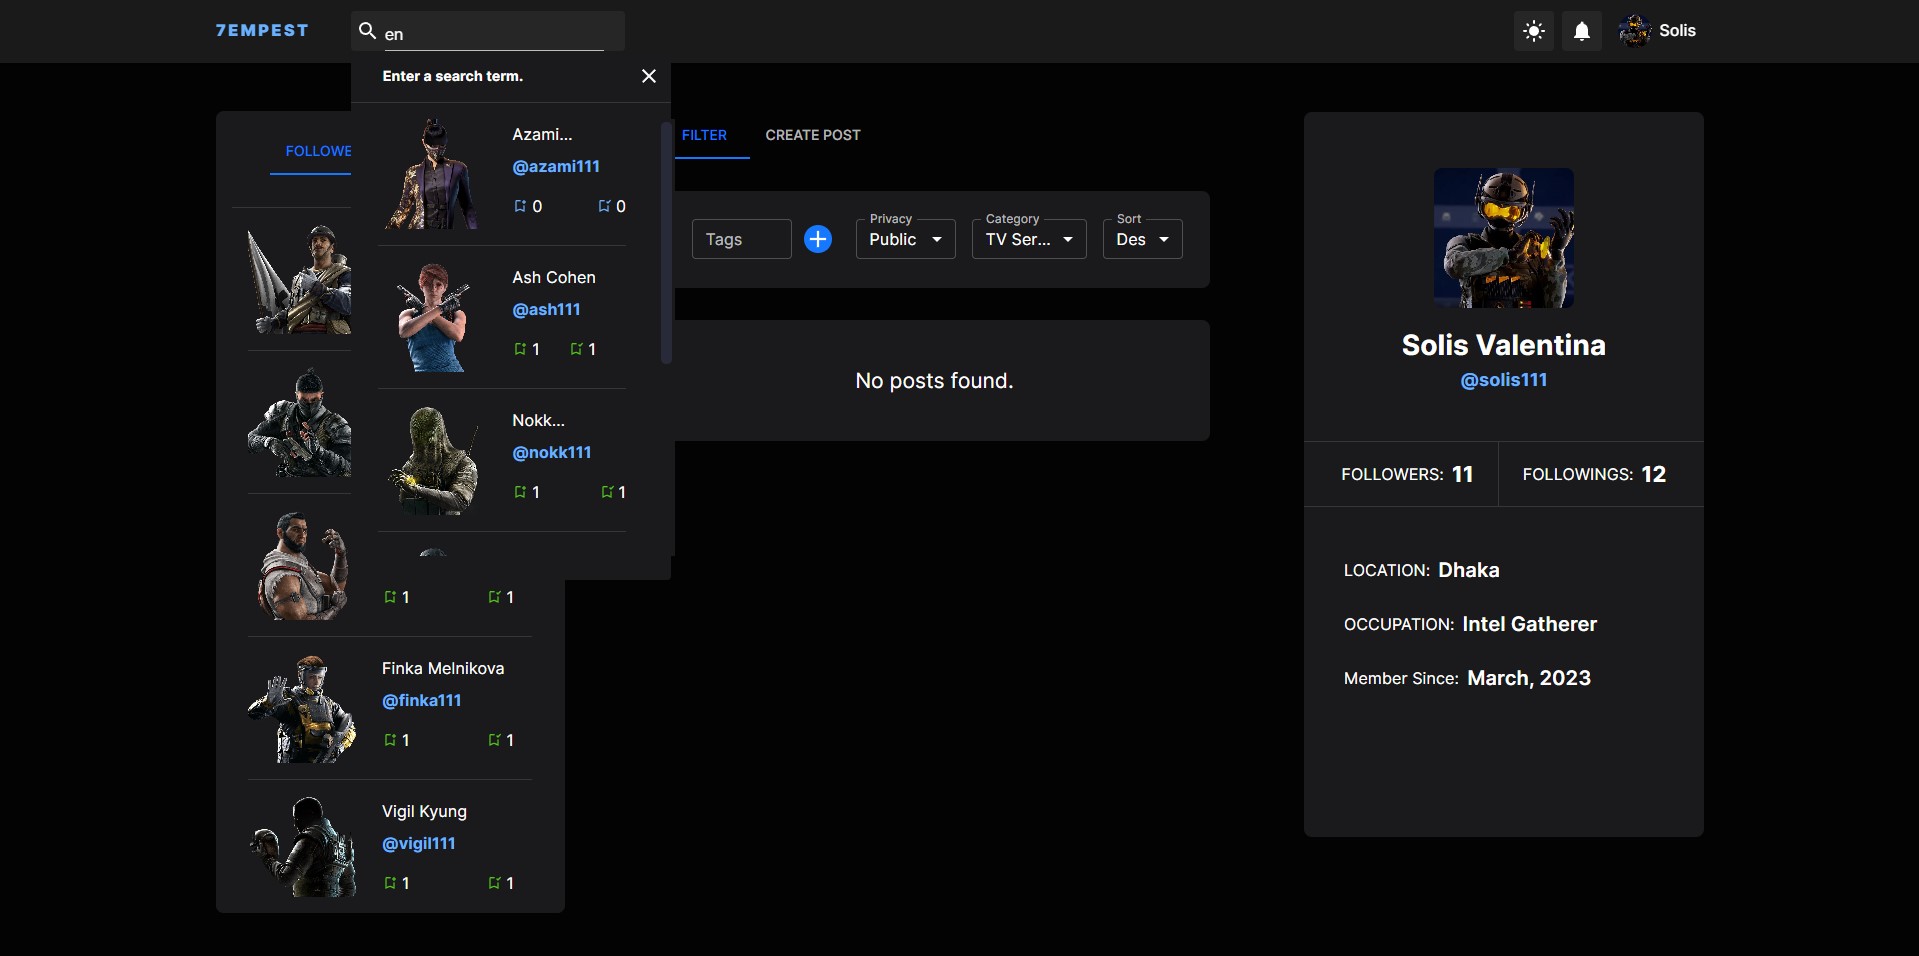 7EMPEST
en
Solis
Enter a search term.
Azami...
@azami111
0 0
Ash Cohen
@ash111
1 1
Nokk...
@nokk111
1 1
FOLLOWE
1 1
Finka Melnikova
@finka111
1 1
Vigil Kyung
@vigil111
1 1
FILTER CREATE POST
Tags
Privacy
Public
Category
TV Ser...
Sort
Des
No posts found.
Solis Valentina
@solis111
FOLLOWERS: 11
FOLLOWINGS: 12
LOCATION: Dhaka
OCCUPATION: Intel Gatherer
Member Since: March, 2023